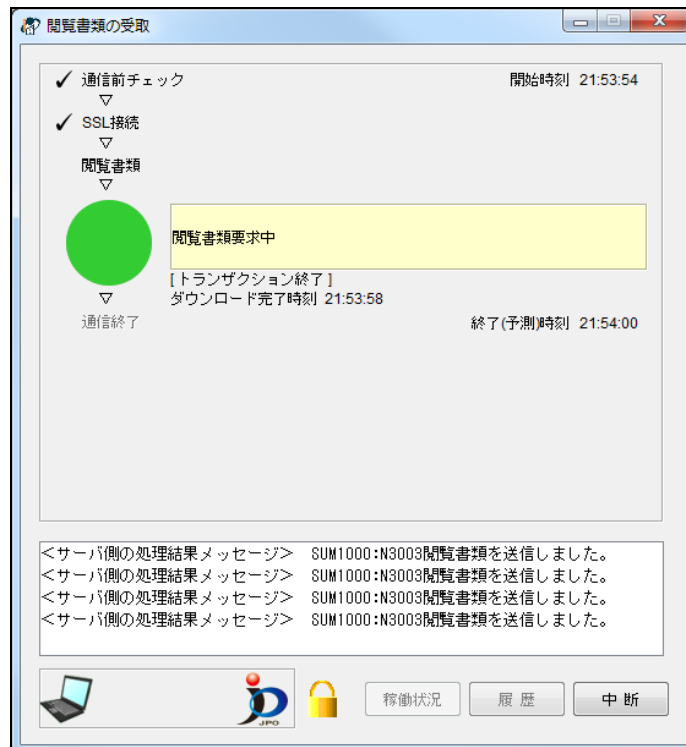 閲覧書類の受取
通信前チェック 開始時刻 21:53:54
▽
SSL接続
▽
閲覧書類
▽
閲覧書類要求中
[トランザクション終了]
▽ ダウンロード完了時刻 21:53:58
通信終了 終了(予測)時刻 21:54:00
<サーバ側の処理結果メッセージ> SUM1000:N3003閲覧書類を送信しました。
<サーバ側の処理結果メッセージ> SUM1000:N3003閲覧書類を送信しました。
<サーバ側の処理結果メッセージ> SUM1000:N3003閲覧書類を送信しました。
<サーバ側の処理結果メッセージ> SUM1000:N3003閲覧書類を送信しました。
JPO 稼働状況 履歴 中断